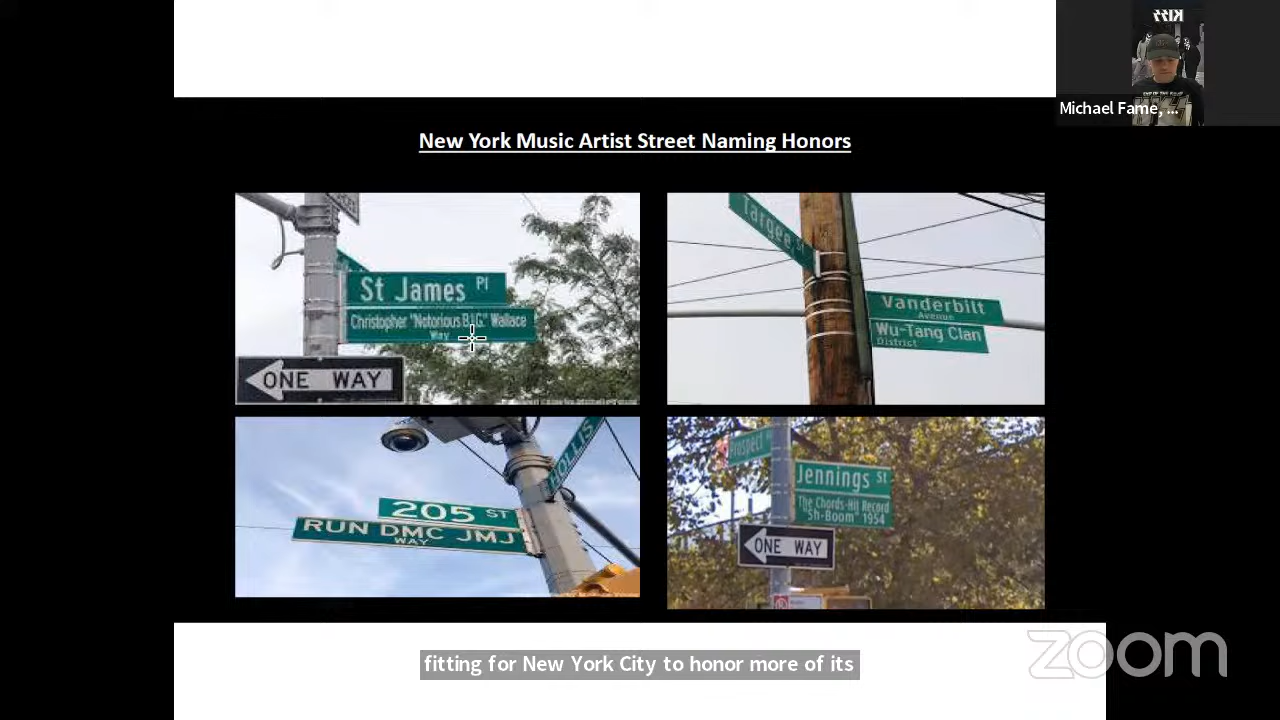 New York Music Artist Street Naming Honors
St James Pl
Christopher "Notorious B.I.G." Wallace
Way
ONE WAY
Targee St
Vanderbilt
Avenue
Wu-Tang Clan
District
HOLLIS
205 ST
RUN DMC JMJ
WAY
Prospect
Jennings St
The Chords-Hit Record
"Sh-Boom" 1954
ONE WAY
KISS
Michael Fame, ...
fitting for New York City to honor more of its
zoom